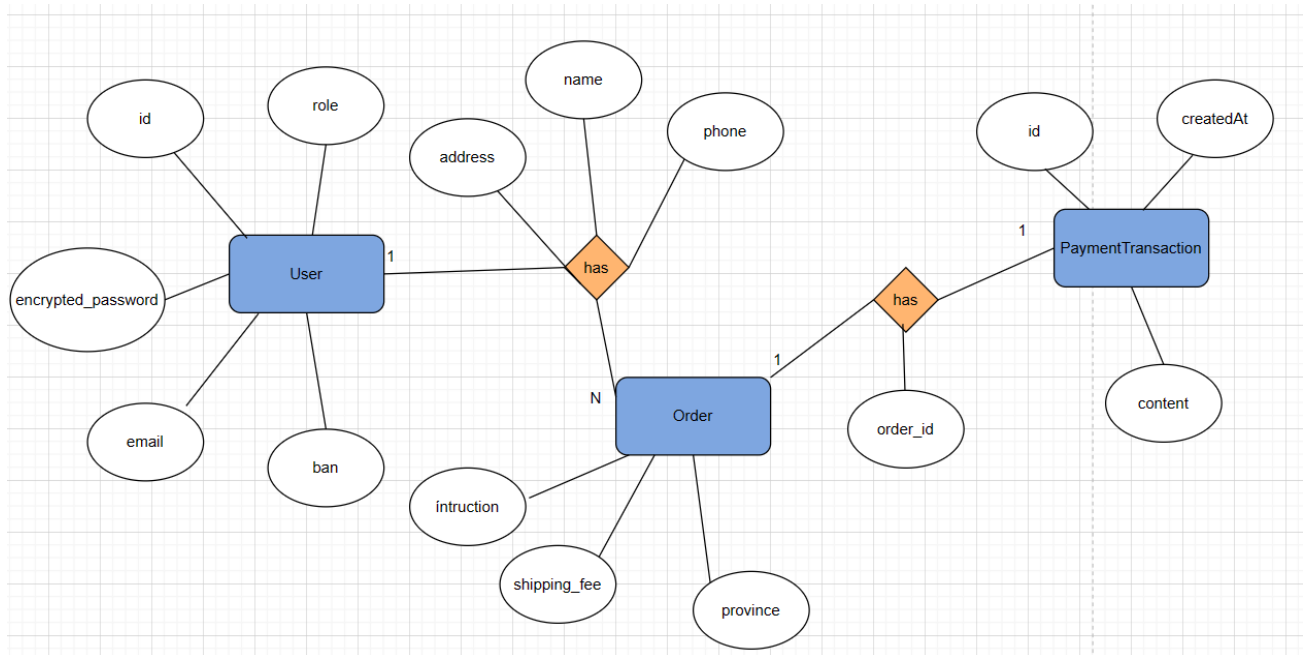 name
role
id
phone
id
createdAt
address
1
1
PaymentTransaction
User
has
has
encrypted_password
1
N
Order
content
order_id
email
ban
íntruction
shipping_fee
province